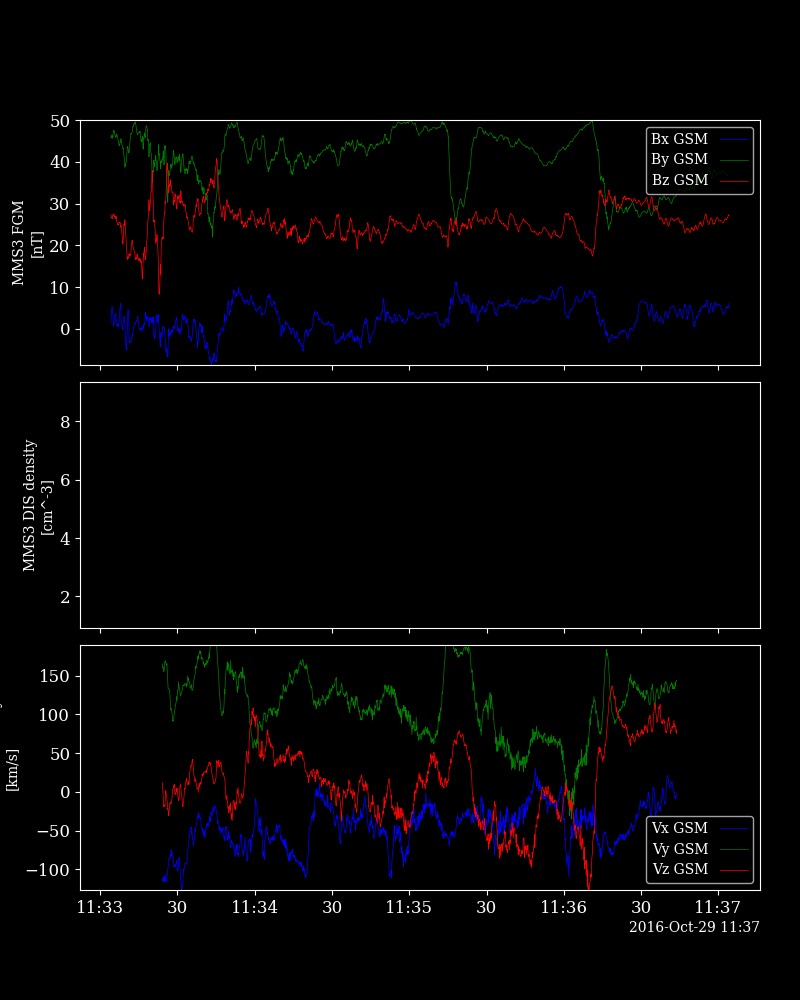 50
40
30
20
10
0
MMS3 FGM
[nT]
Bx GSM
By GSM
Bz GSM
8
6
4
2
MMS3 DIS density
[cm^-3]
150
100
50
0
−50
−100
[km/s]
Vx GSM
Vy GSM
Vz GSM
11:33 30 11:34 30 11:35 30 11:36 30 11:37
2016-Oct-29 11:37